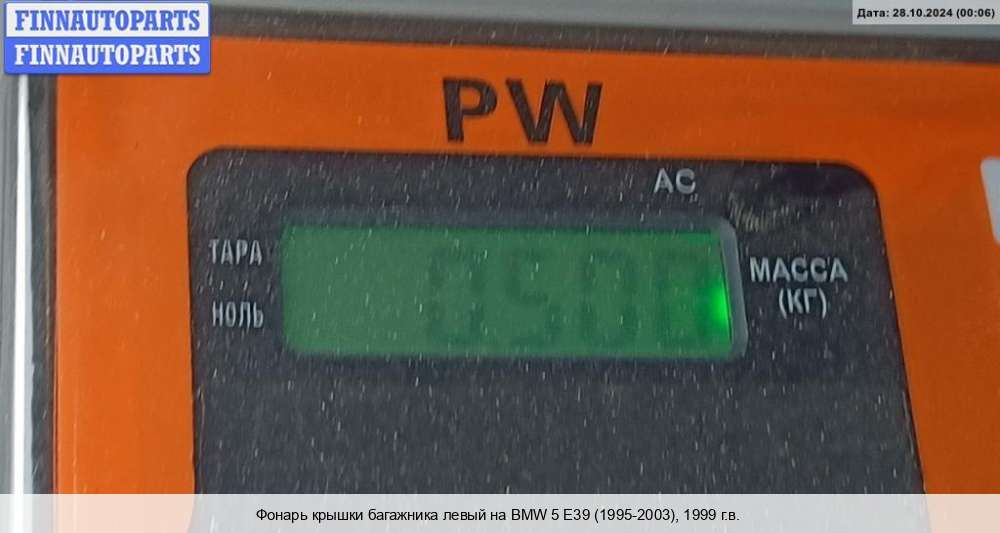 FINNAUTOPARTS
FINNAUTOPARTS
Дата: 28.10.2024 (00:06)
PW
AC
ТАРА
НОЛЬ
МАССА
(КГ)
Фонарь крышки багажника левый на BMW 5 E39 (1995-2003), 1999 г.в.